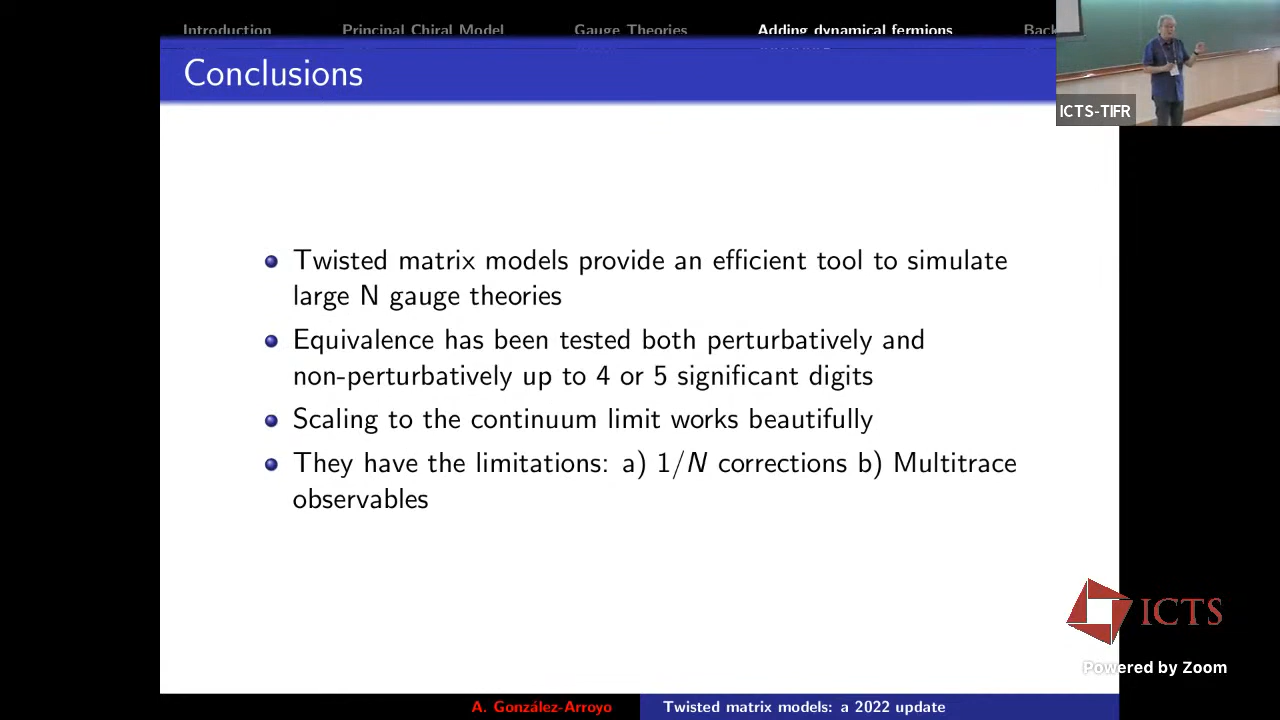 Introduction Principal Chiral Model Gauge Theories Adding dynamical fermions Back
Conclusions
ICTS-TIFR
Twisted matrix models provide an efficient tool to simulate
large N gauge theories
Equivalence has been tested both perturbatively and
non-perturbatively up to 4 or 5 significant digits
Scaling to the continuum limit works beautifully
They have the limitations: a) 1/N corrections b) Multitrace
observables
ICTS
Powered by Zoom
A. González-Arroyo Twisted matrix models: a 2022 update